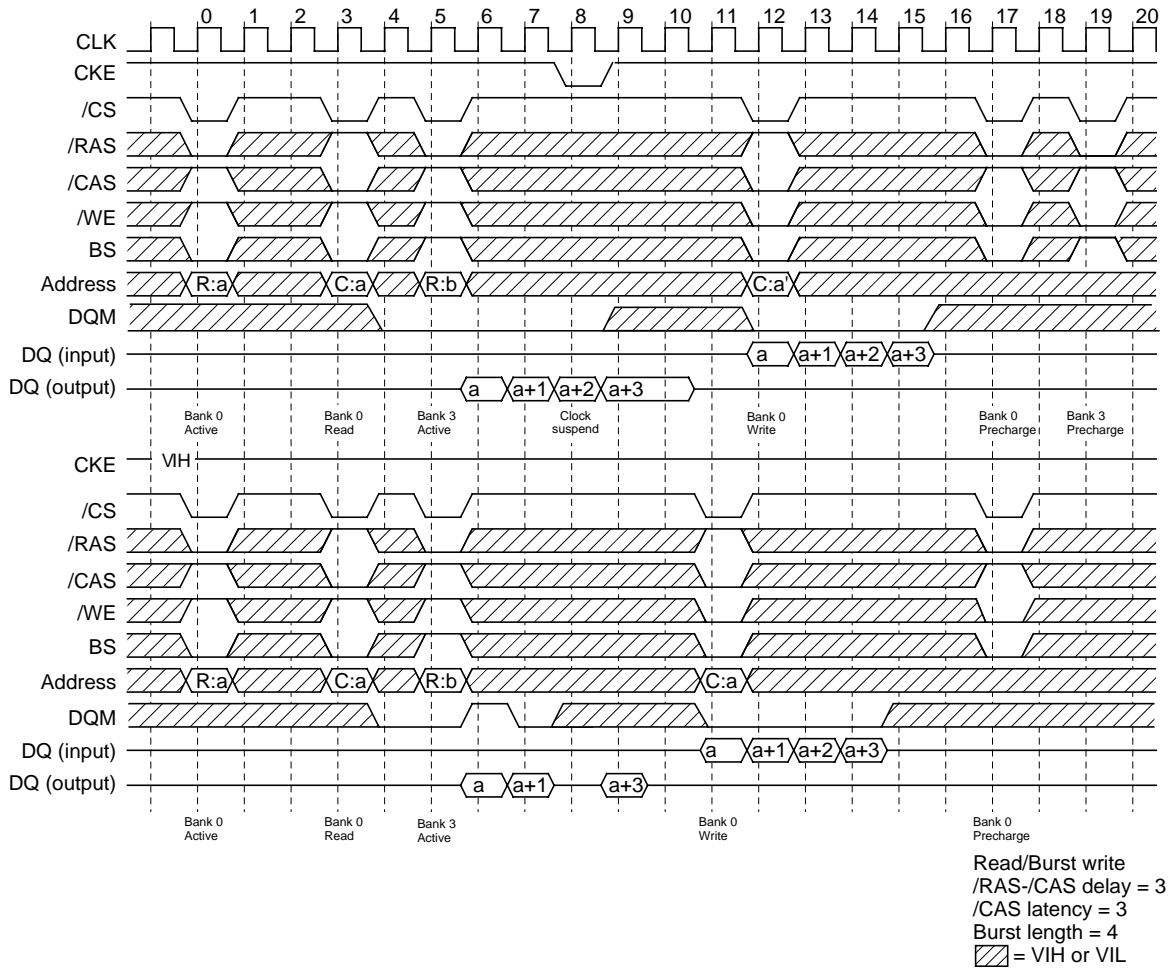 0 1 2 3 4 5 6 7 8 9 10 11 12 13 14 15 16 17 18 19 20
CLK
CKE
/CS
/RAS
/CAS
/WE
BS
Address R:a C:a R:b C:a'
DQM
DQ (input) a a+1 a+2 a+3
DQ (output) a a+1 a+2 a+3
Bank 0 Bank 0 Bank 3 Clock Bank 0 Bank 0 Bank 3
Active Read Active suspend Write Precharge Precharge
CKE VIH
/CS
/RAS
/CAS
/WE
BS
Address R:a C:a R:b C:a
DQM
DQ (input) a a+1 a+2 a+3
DQ (output) a a+1 a+3
Bank 0 Bank 0 Bank 3 Bank 0 Bank 0
Active Read Active Write Precharge
Read/Burst write
/RAS-/CAS delay = 3
/CAS latency = 3
Burst length = 4
= VIH or VIL